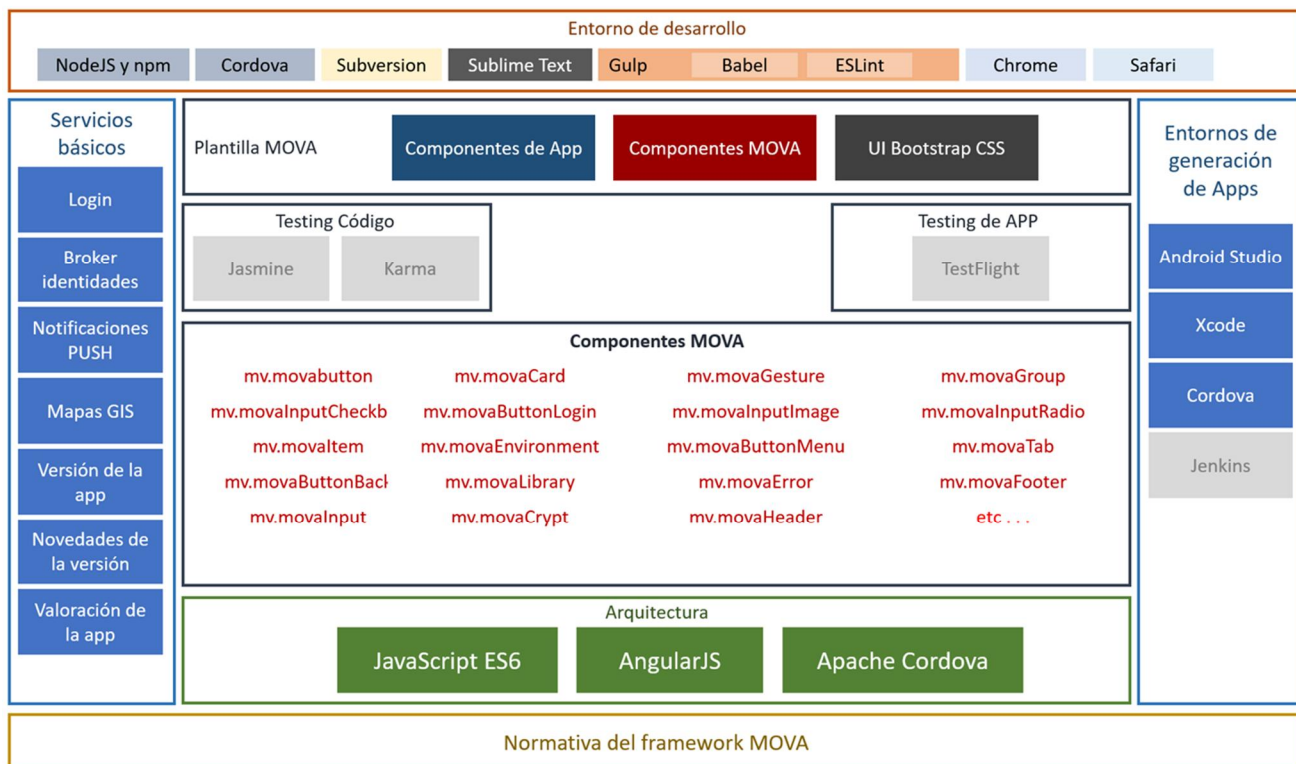 Entorno de desarrollo
NodeJS y npm
Cordova
Subversion
Sublime Text
Gulp
Babel
ESLint
Chrome
Safari
Servicios
básicos
Login
Broker
identidades
Notificaciones
PUSH
Mapas GIS
Versión de la
app
Novedades de
la versión
Valoración de
la app
Plantilla MOVA
Componentes de App
Componentes MOVA
UI Bootstrap CSS
Testing Código
Jasmine
Karma
Testing de APP
TestFlight
Componentes MOVA
mv.movabutton
mv.movaCard
mv.movaGesture
mv.movaGroup
mv.movaInputCheckb
mv.movaButtonLogin
mv.movaInputImage
mv.movaInputRadio
mv.movaItem
mv.movaEnvironment
mv.movaButtonMenu
mv.movaTab
mv.movaButtonBack
mv.movaLibrary
mv.movaError
mv.movaFooter
mv.movaInput
mv.movaCrypt
mv.movaHeader
etc . . .
Arquitectura
JavaScript ES6
AngularJS
Apache Cordova
Entornos de
generación
de Apps
Android Studio
Xcode
Cordova
Jenkins
Normativa del framework MOVA